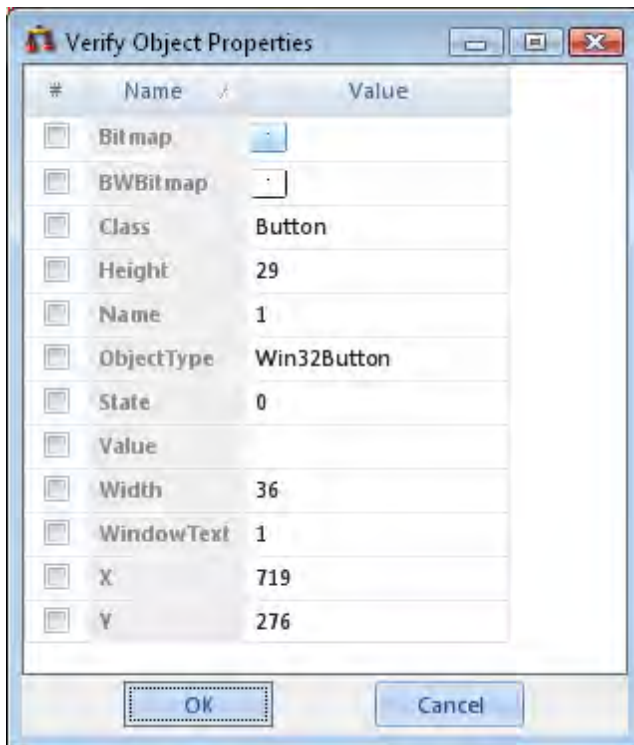 Verify Object Properties
# Name Value
Bitmap
BWBitmap
Class Button
Height 29
Name 1
ObjectType Win32Button
State 0
Value
Width 36
WindowText 1
X 719
Y 276
OK Cancel